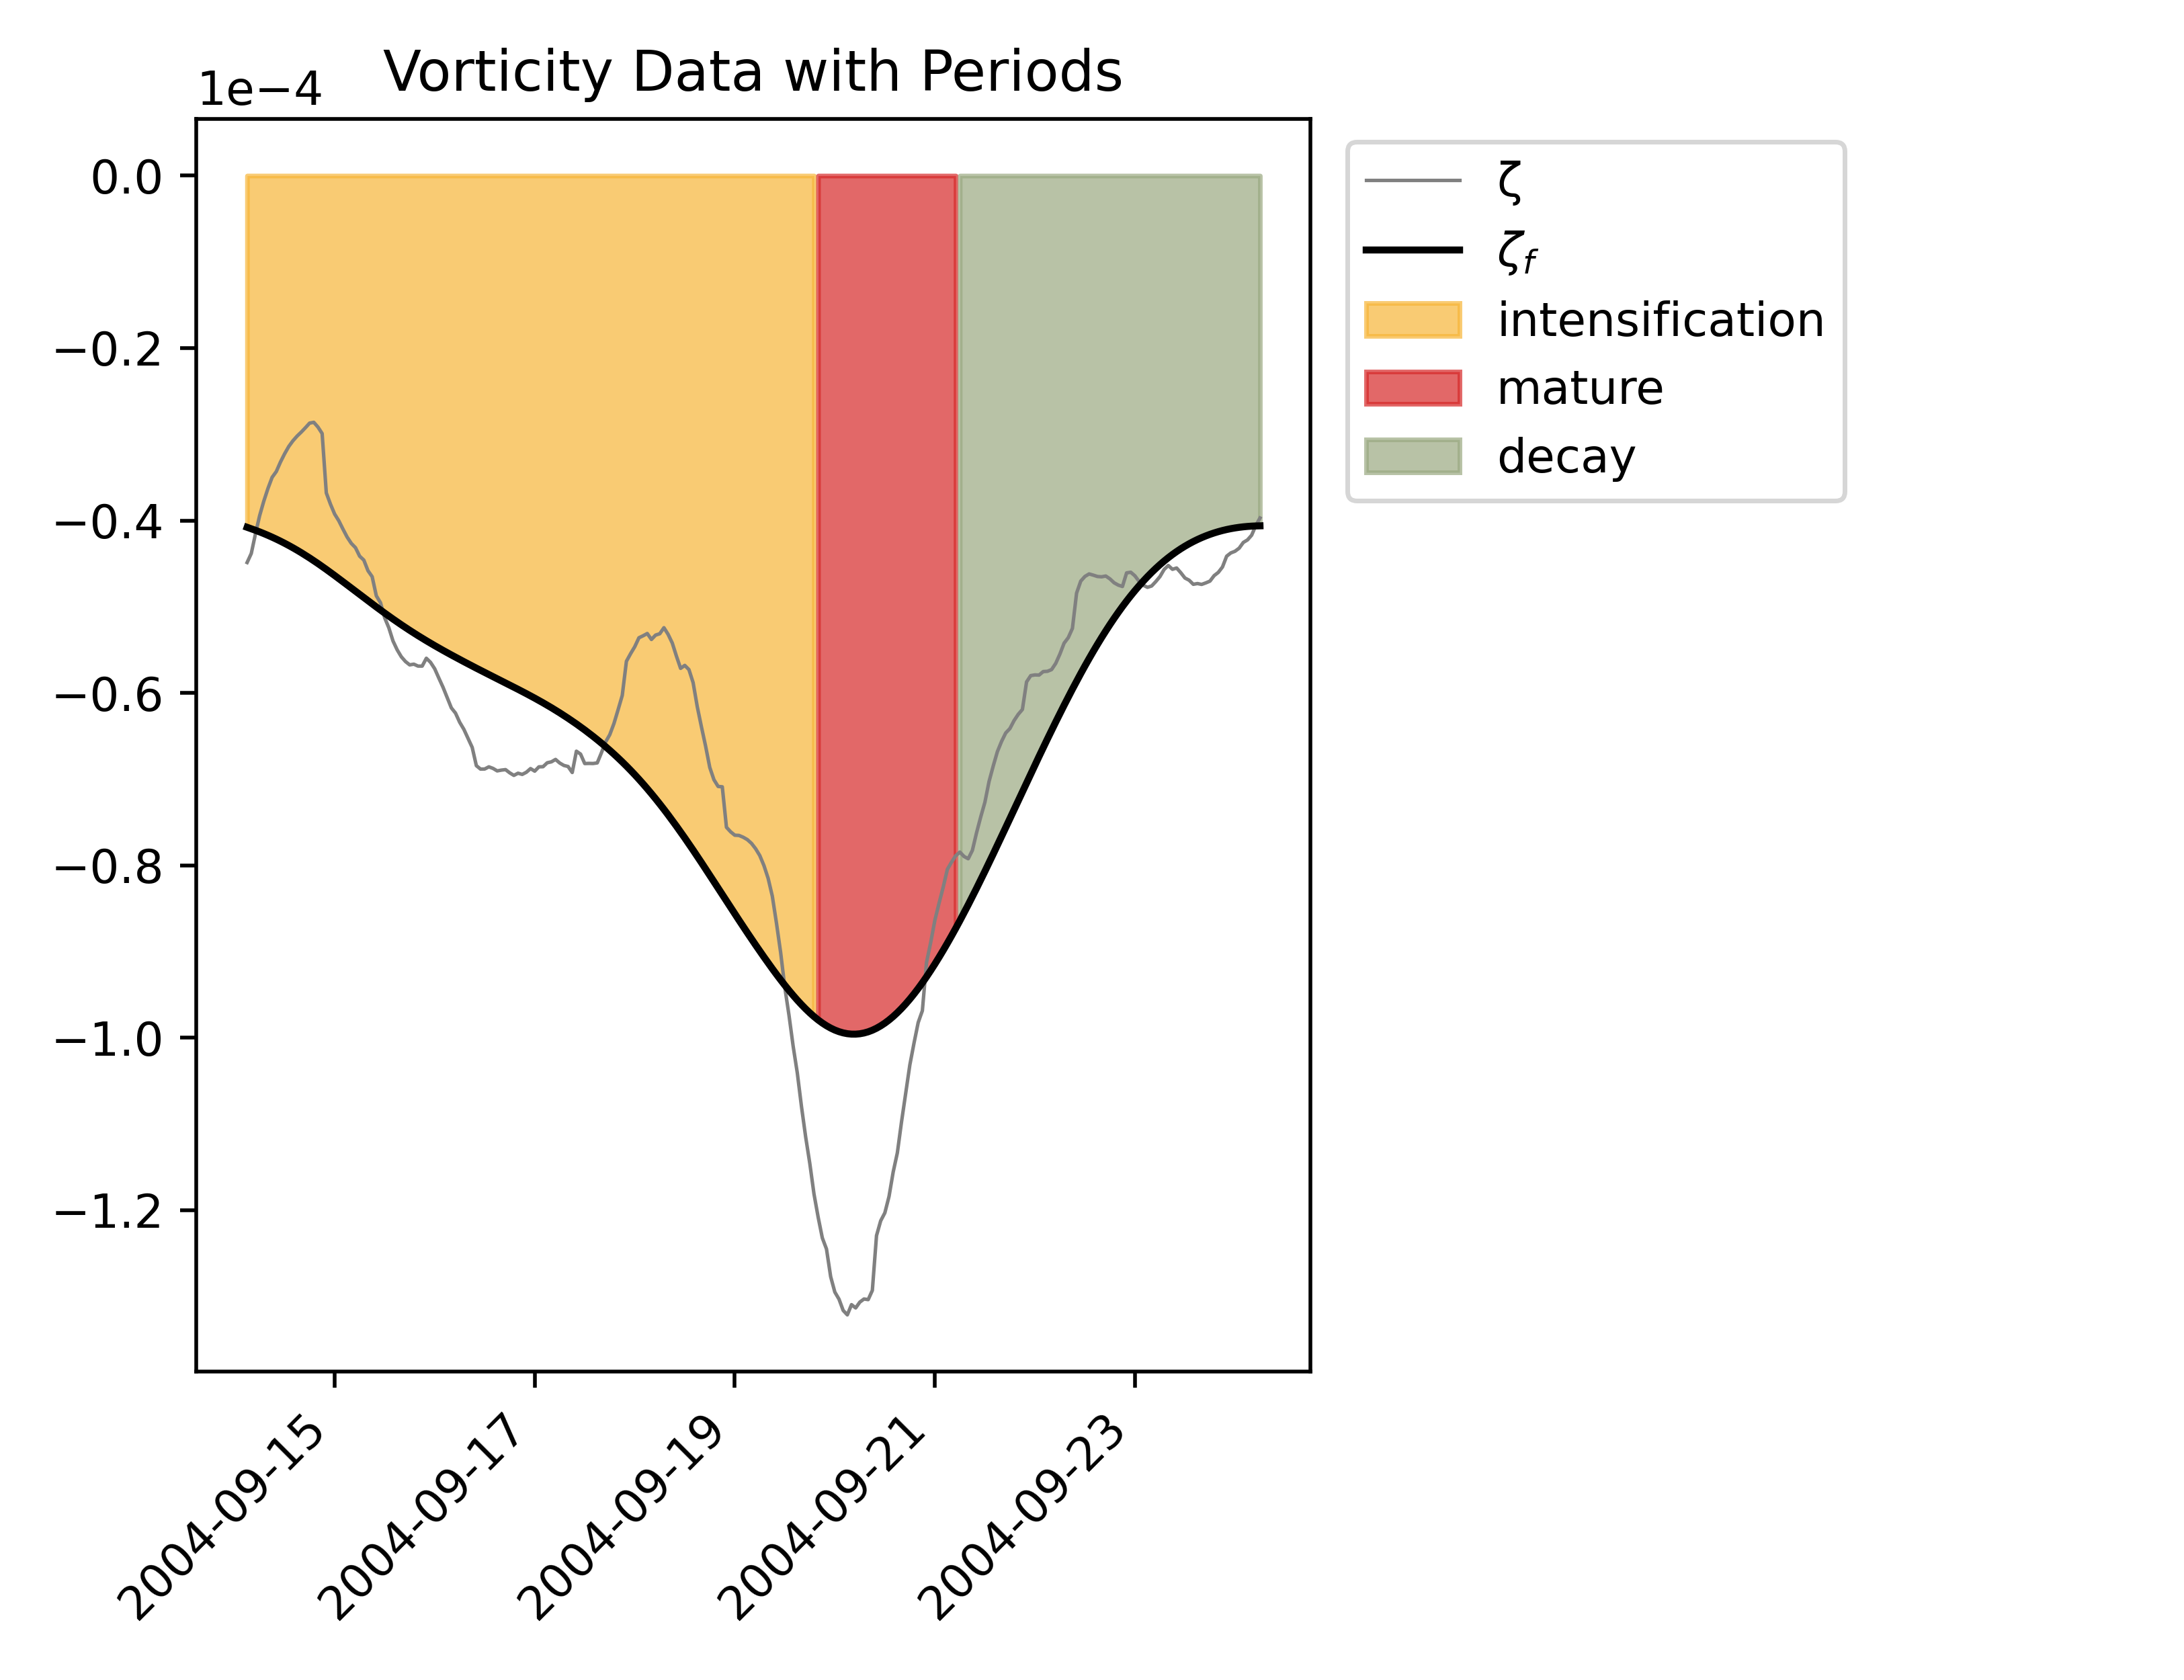 Vorticity Data with Periods
1e−4
0.0
−0.2
−0.4
−0.6
−0.8
−1.0
−1.2
2004-09-15
2004-09-17
2004-09-19
2004-09-21
2004-09-23
ζ
ζf
intensification
mature
decay